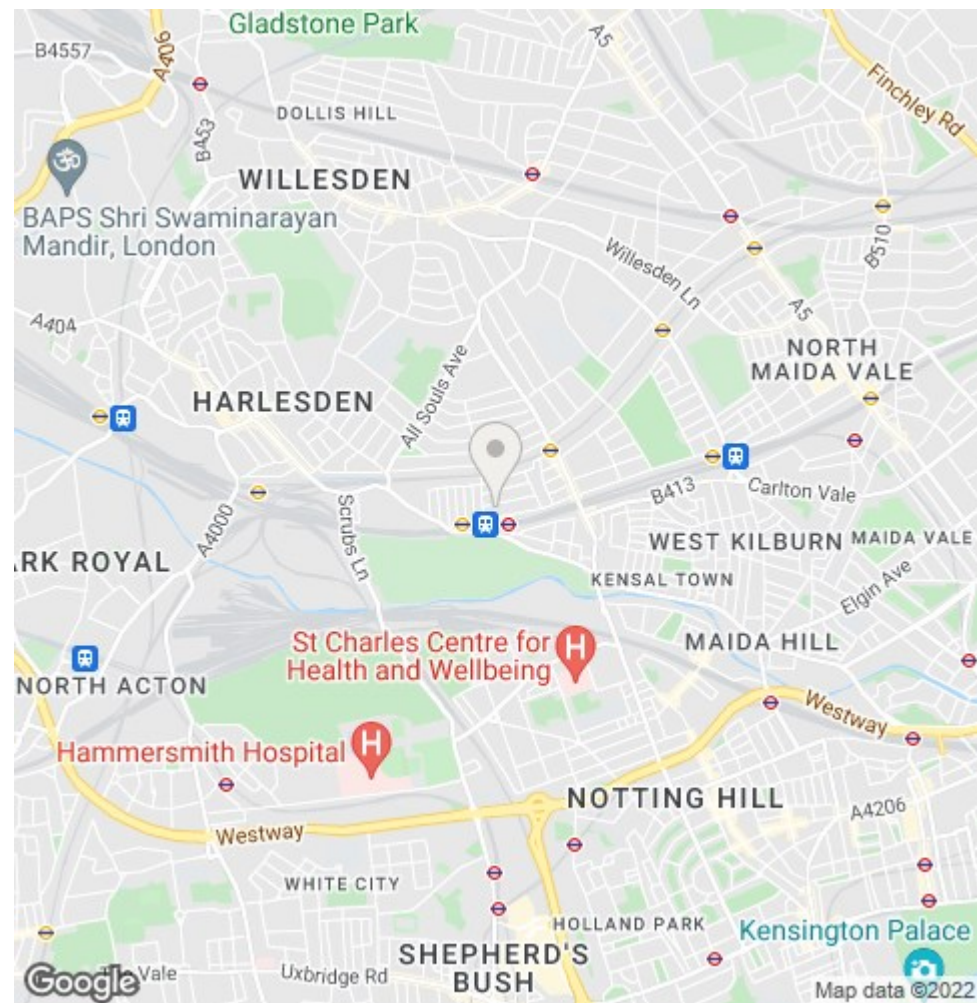 Gladstone Park
B4557
A406
A5
Finchley Rd
DOLLIS HILL
B453
WILLESDEN
BAPS Shri Swaminarayan
Mandir, London
Willesden Ln
B510
A5
A404
NORTH
MAIDA VALE
All Souls Ave
HARLESDEN
B413
Carlton Vale
A4000
Scrubs Ln
WEST KILBURN
MAIDA VALE
ARK ROYAL
KENSAL TOWN
Elgin Ave
St Charles Centre for
Health and Wellbeing
H
MAIDA HILL
NORTH ACTON
Westway
Hammersmith Hospital
H
NOTTING HILL
A4206
Westway
WHITE CITY
HOLLAND PARK
Kensington Palace
SHEPHERD'S
BUSH
Google
Vale
Uxbridge Rd
Map data ©2022